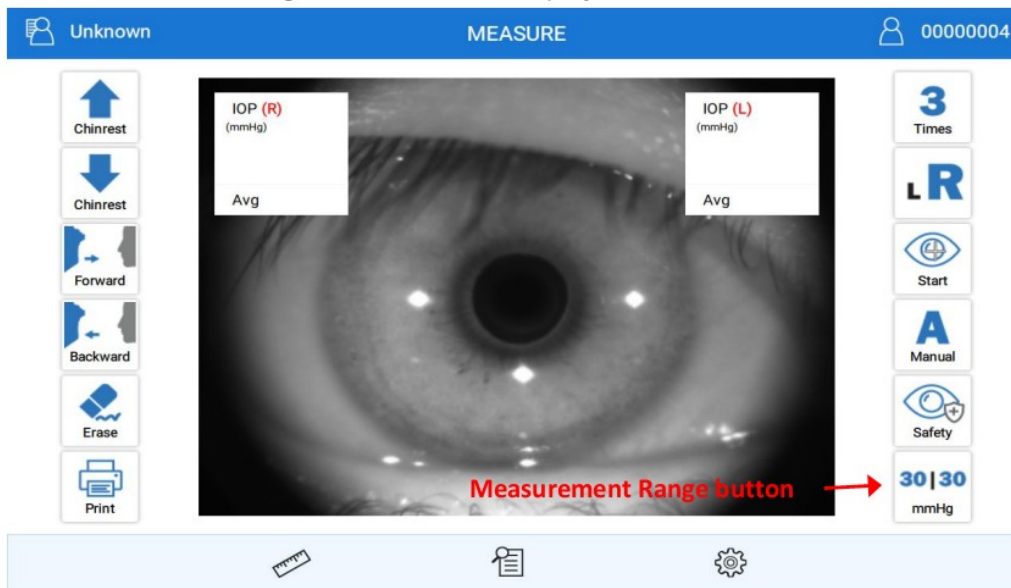 Unknown
MEASURE
00000004
Chinrest
Chinrest
Forward
Backward
Erase
Print
IOP (R)
(mmHg)
Avg
IOP (L)
(mmHg)
Avg
3
Times
L R
Start
A
Manual
Safety
Measurement Range button
30|30
mmHg